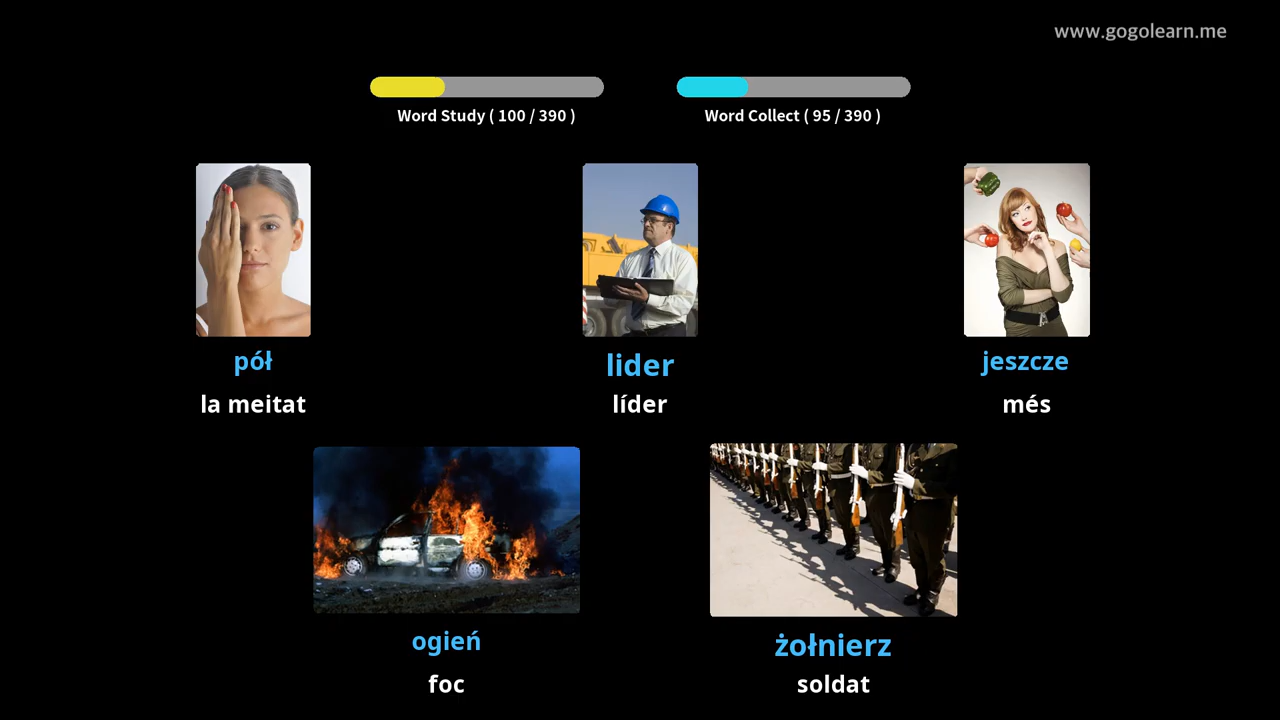 www.gogolearn.me
Word Study ( 100 / 390 )
Word Collect ( 95 / 390 )
pół
la meitat
lider
líder
jeszcze
més
ogień
foc
żołnierz
soldat